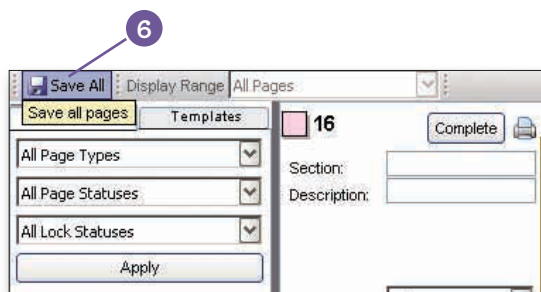 6
Save All Display Range All Pages
Save all pages Templates
16 Complete
All Page Types
Section:
All Page Statuses
Description:
All Lock Statuses
Apply